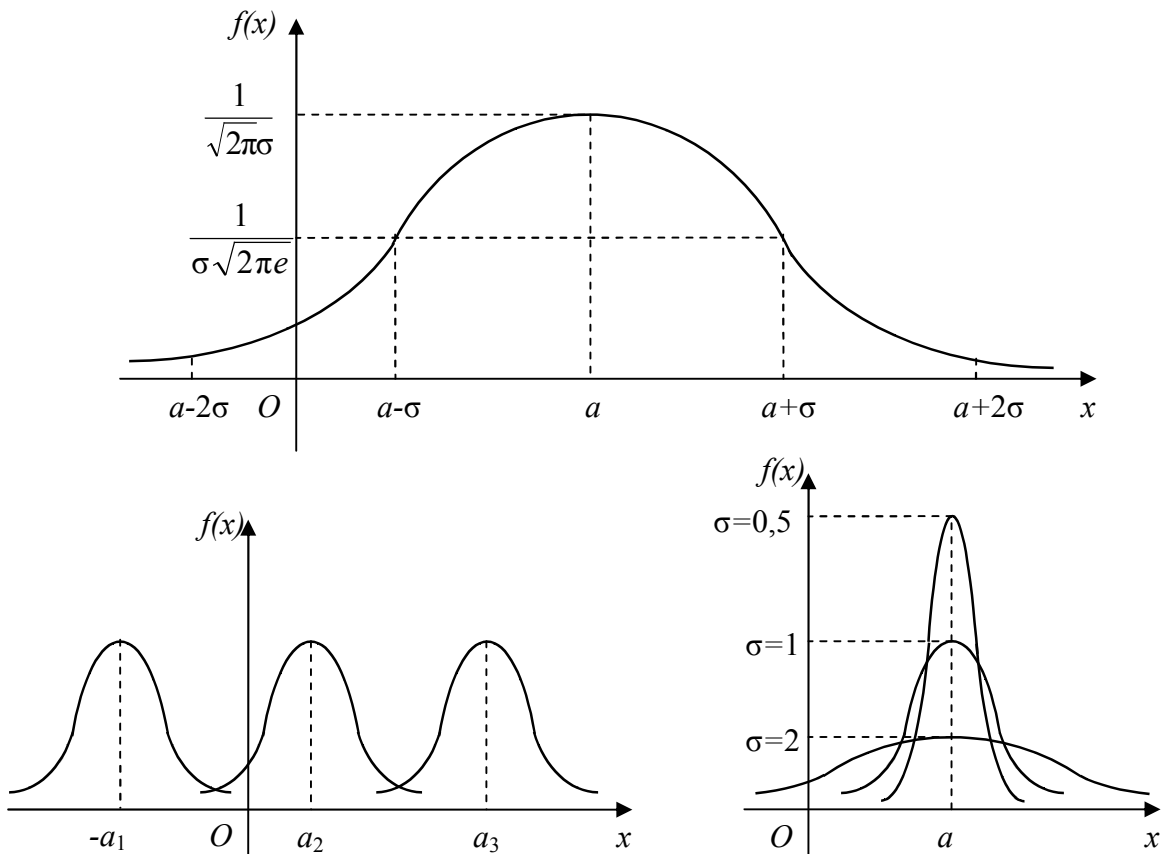 f(x)
1
√2πσ
1
σ√2πe
a-2σ O a-σ a a+σ a+2σ x
f(x)
-a₁ O a₂ a₃ x
f(x)
σ=0,5
σ=1
σ=2
O a x